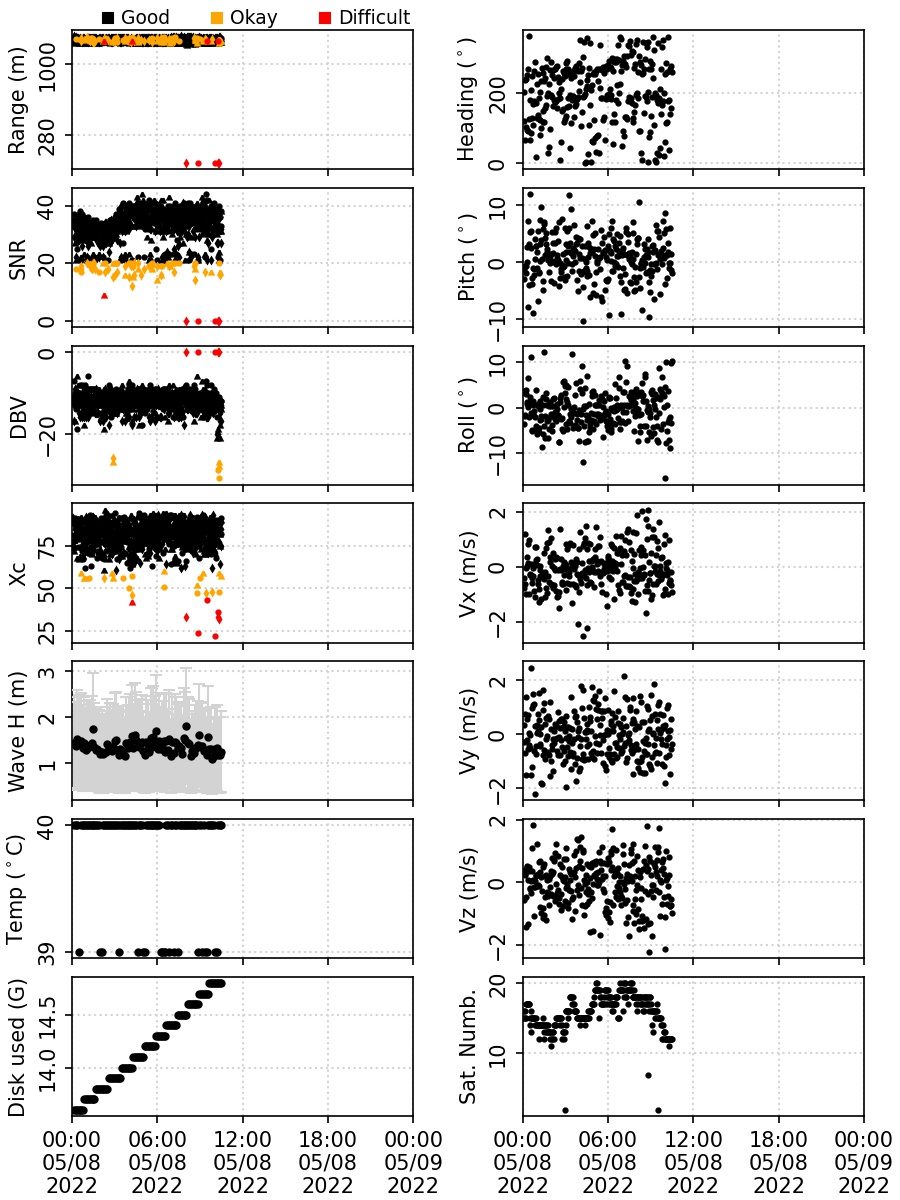 Good Okay Difficult
Range (m)
1000
280
Heading (°)
200
0
SNR
40
20
0
Pitch (°)
10
0
−10
DBV
0
−20
Roll (°)
10
0
−10
Xc
75
50
25
Vx (m/s)
2
0
−2
Wave H (m)
3
2
1
Vy (m/s)
2
0
−2
Temp (°C)
40
39
Vz (m/s)
2
0
−2
Disk used (G)
14.5
14.0
Sat. Numb.
20
10
00:00 06:00 12:00 18:00 00:00
05/08 05/08 05/08 05/08 05/09
2022 2022 2022 2022 2022
00:00 06:00 12:00 18:00 00:00
05/08 05/08 05/08 05/08 05/09
2022 2022 2022 2022 2022